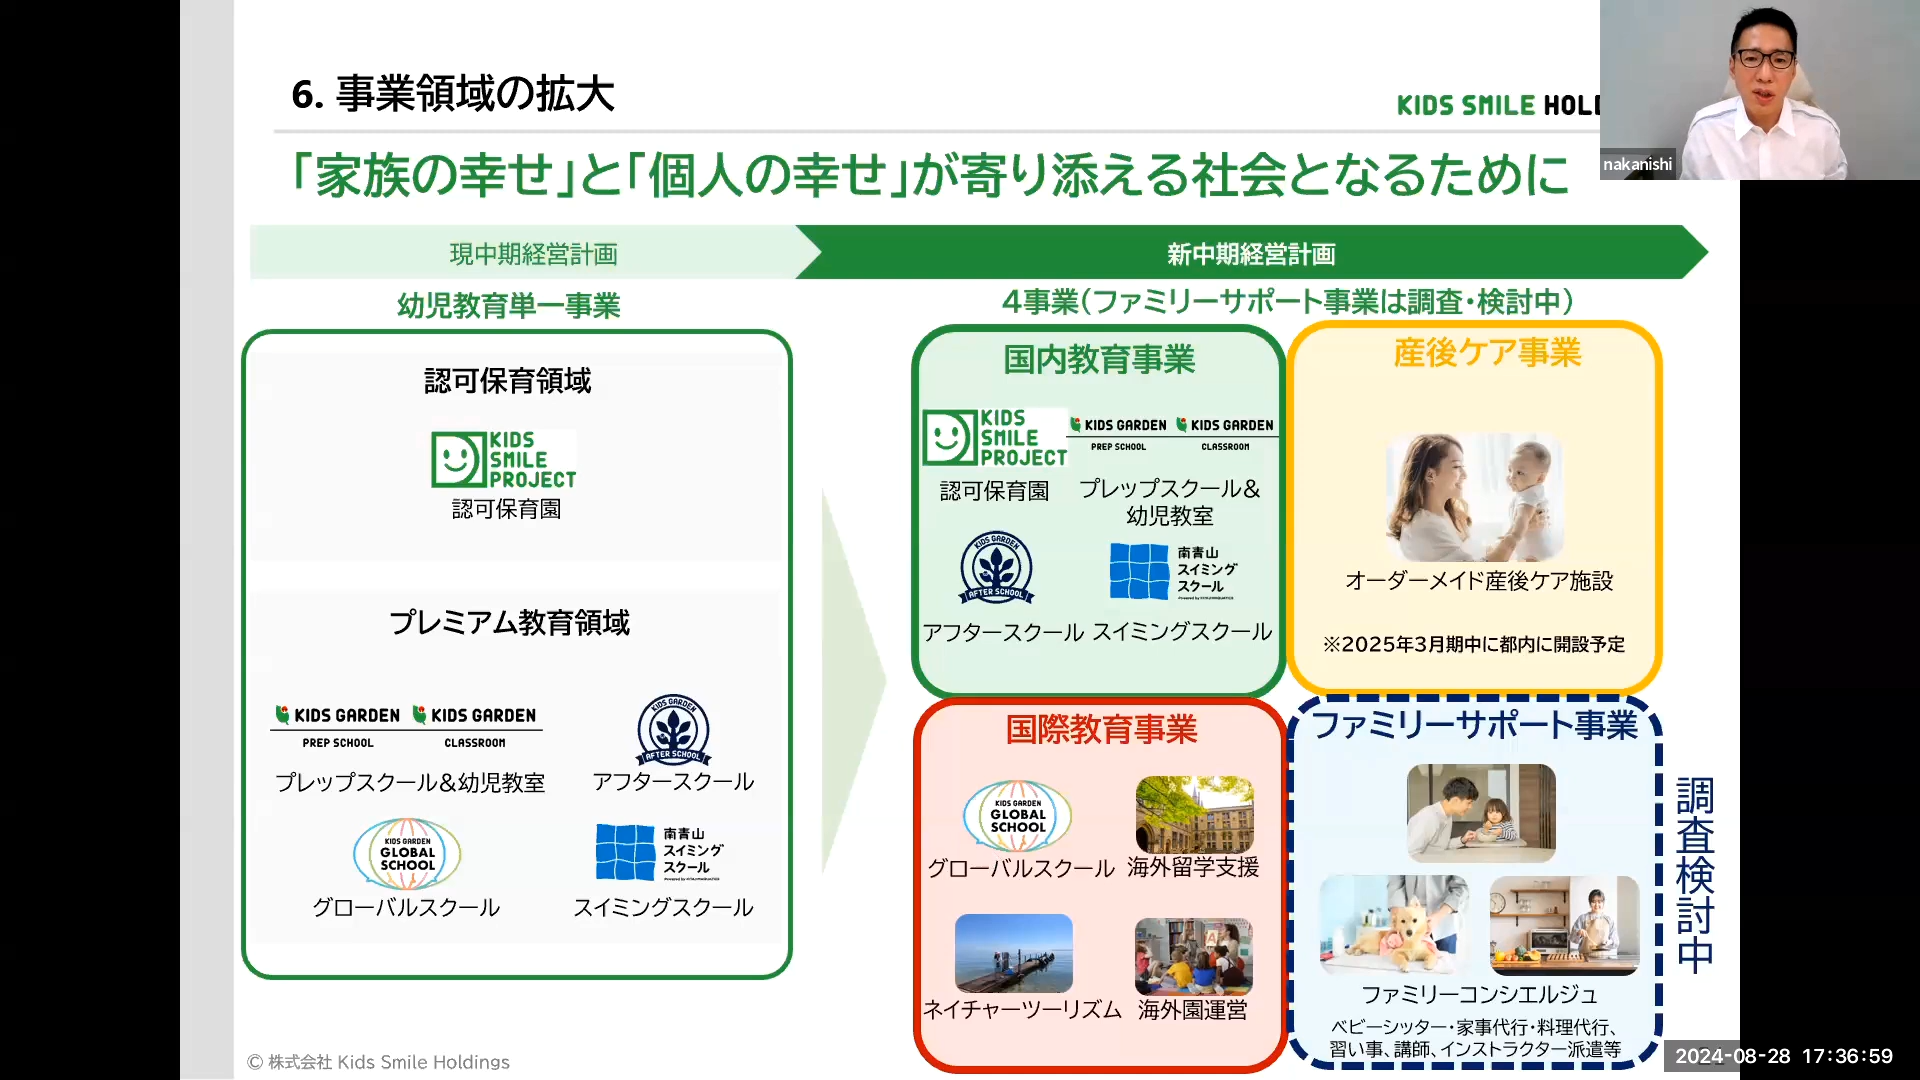 6. 事業領域の拡大
KIDS SMILE
nakanishi
「家族の幸せ」と「個人の幸せ」が寄り添える社会となるために
現中期経営計画
新中期経営計画
幼児教育単一事業
認可保育領域
KIDS
SMILE
PROJECT
認可保育園
プレミアム教育領域
KIDS GARDEN
PREP SCHOOL
KIDS GARDEN
CLASSROOM
プレップスクール&幼児教室
KIDS GARDEN
AFTER SCHOOL
アフタースクール
KIDS GARDEN
GLOBAL
SCHOOL
グローバルスクール
南青山
スイミング
スクール
スイミングスクール
4事業(ファミリーサポート事業は調査・検討中)
国内教育事業
KIDS
SMILE
PROJECT
認可保育園
KIDS GARDEN
PREP SCHOOL
KIDS GARDEN
CLASSROOM
プレップスクール&
幼児教室
KIDS GARDEN
AFTER SCHOOL
アフタースクール
南青山
スイミング
スクール
スイミングスクール
産後ケア事業
オーダーメイド産後ケア施設
※2025年3月期中に都内に開設予定
国際教育事業
KIDS GARDEN
GLOBAL
SCHOOL
グローバルスクール
海外留学支援
ネイチャーツーリズム
海外園運営
ファミリーサポート事業
ファミリーコンシエルジュ
ベビーシッター・家事代行・料理代行、
習い事、講師、インストラクター派遣等
調査検討中
© 株式会社 Kids Smile Holdings
2024-08-28 17:36:59